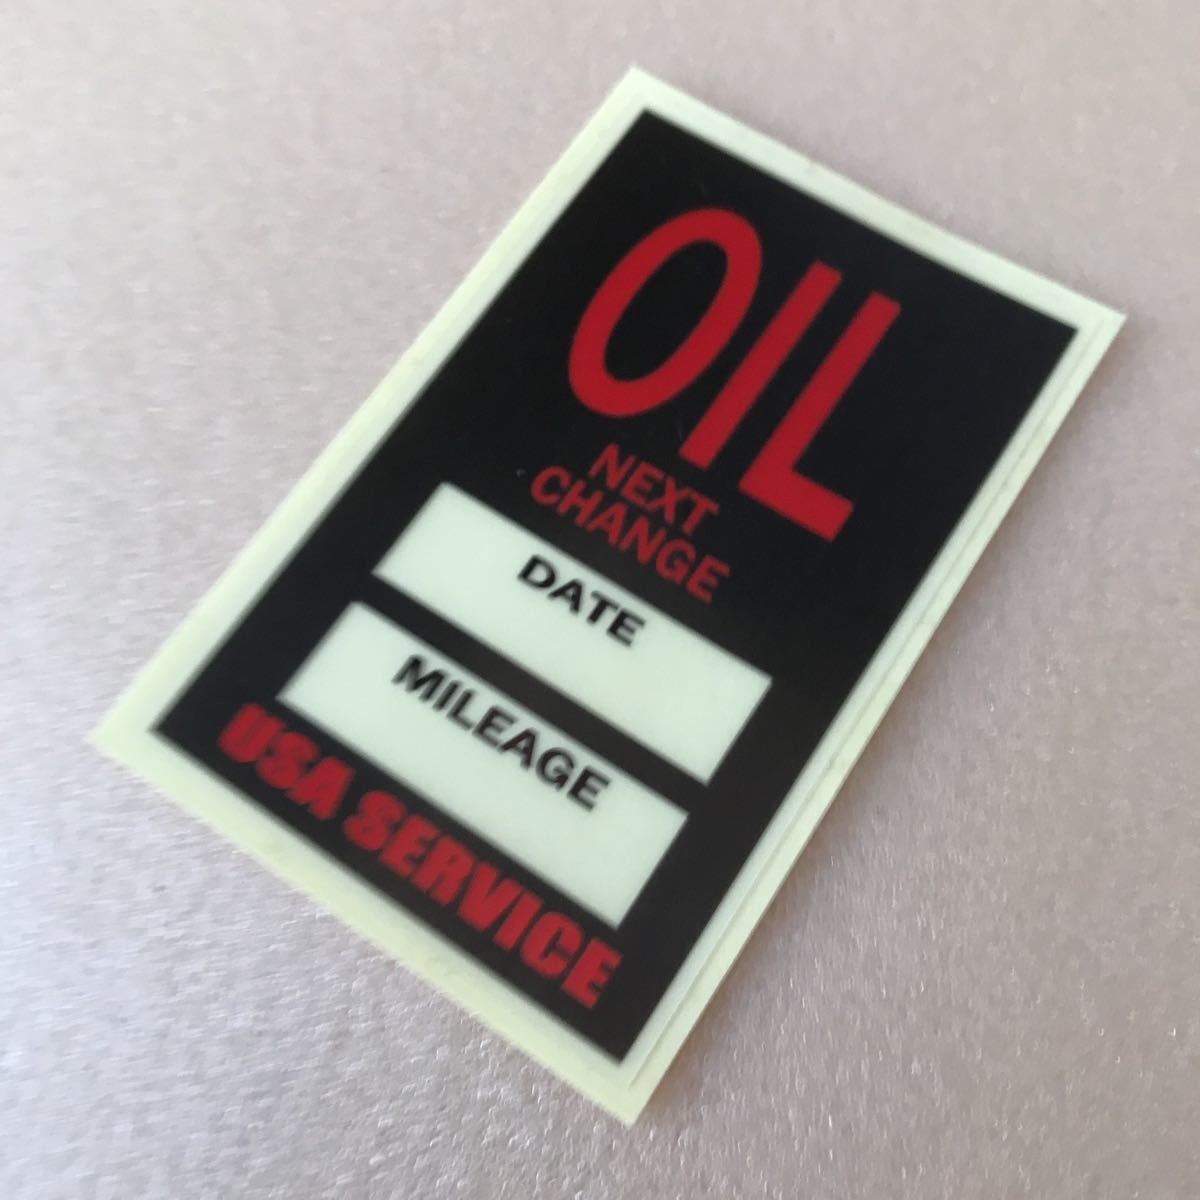 OIL
NEXT
CHANGE
DATE
MILEAGE
USA SERVICE